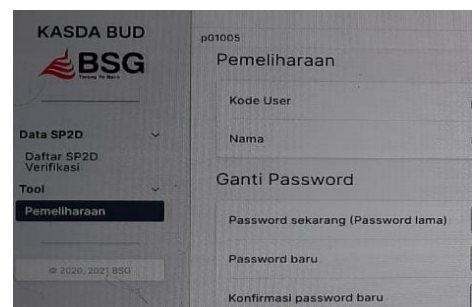 KASDA BUD
BSG
Data SP2D
Daftar SP2D
Verifikasi
Tool
Pemeliharaan
© 2020, 2021 BSG
p01005
Pemeliharaan
Kode User
Nama
Ganti Password
Password sekarang (Password lama)
Password baru
Konfirmasi password baru